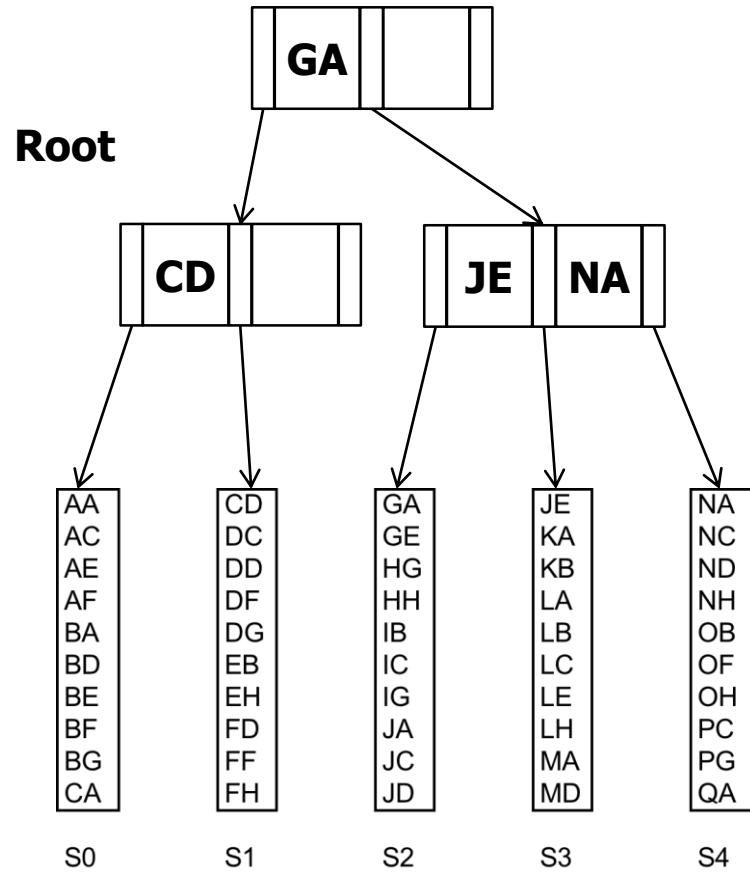 GA
Root
CD
JE NA
AA CD GA JE NA
AC DC GE KA NC
AE DD HG KB ND
AF DF HH LA NH
BA DG IB LB OB
BD EB IC LC OF
BE EH IG LE OH
BF FD JA LH PC
BG FF JC MA PG
CA FH JD MD QA
S0 S1 S2 S3 S4